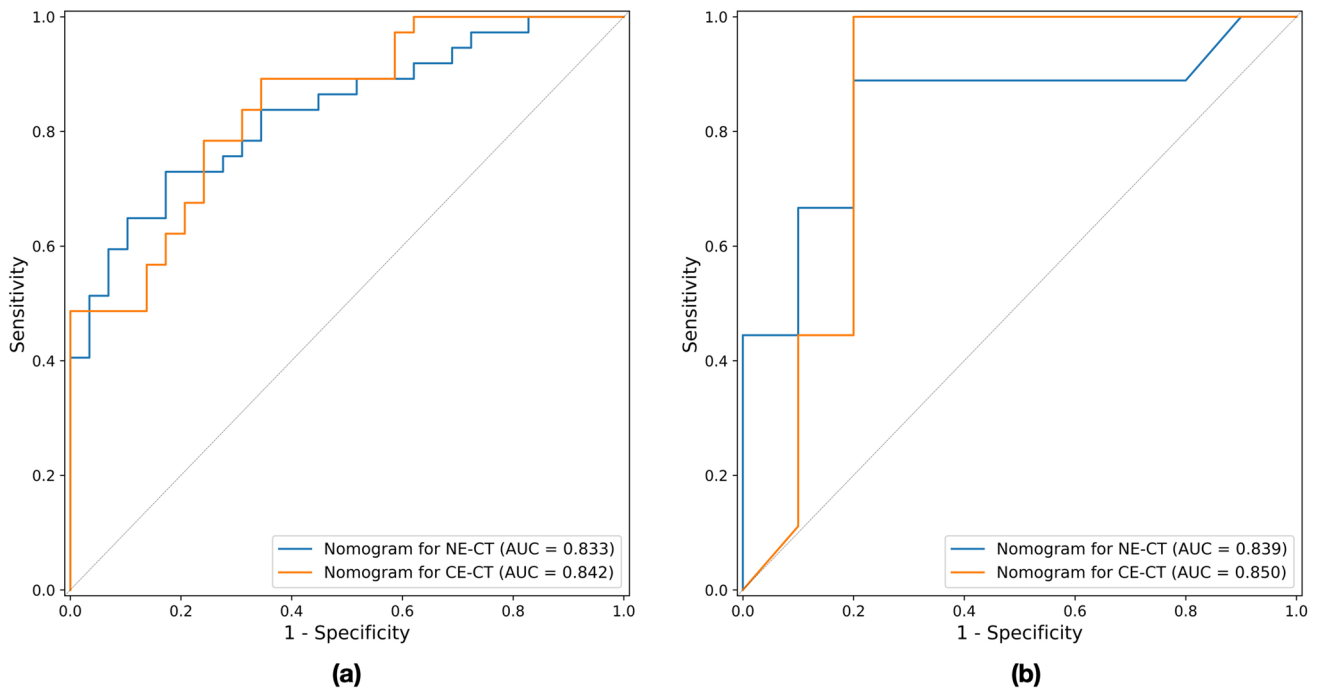 1.0
0.8
0.6
0.4
0.2
0.0
Sensitivity
Nomogram for NE-CT (AUC = 0.833)
Nomogram for CE-CT (AUC = 0.842)
0.0 0.2 0.4 0.6 0.8 1.0
1 - Specificity
(a)
1.0
0.8
0.6
0.4
0.2
0.0
Sensitivity
Nomogram for NE-CT (AUC = 0.839)
Nomogram for CE-CT (AUC = 0.850)
0.0 0.2 0.4 0.6 0.8 1.0
1 - Specificity
(b)